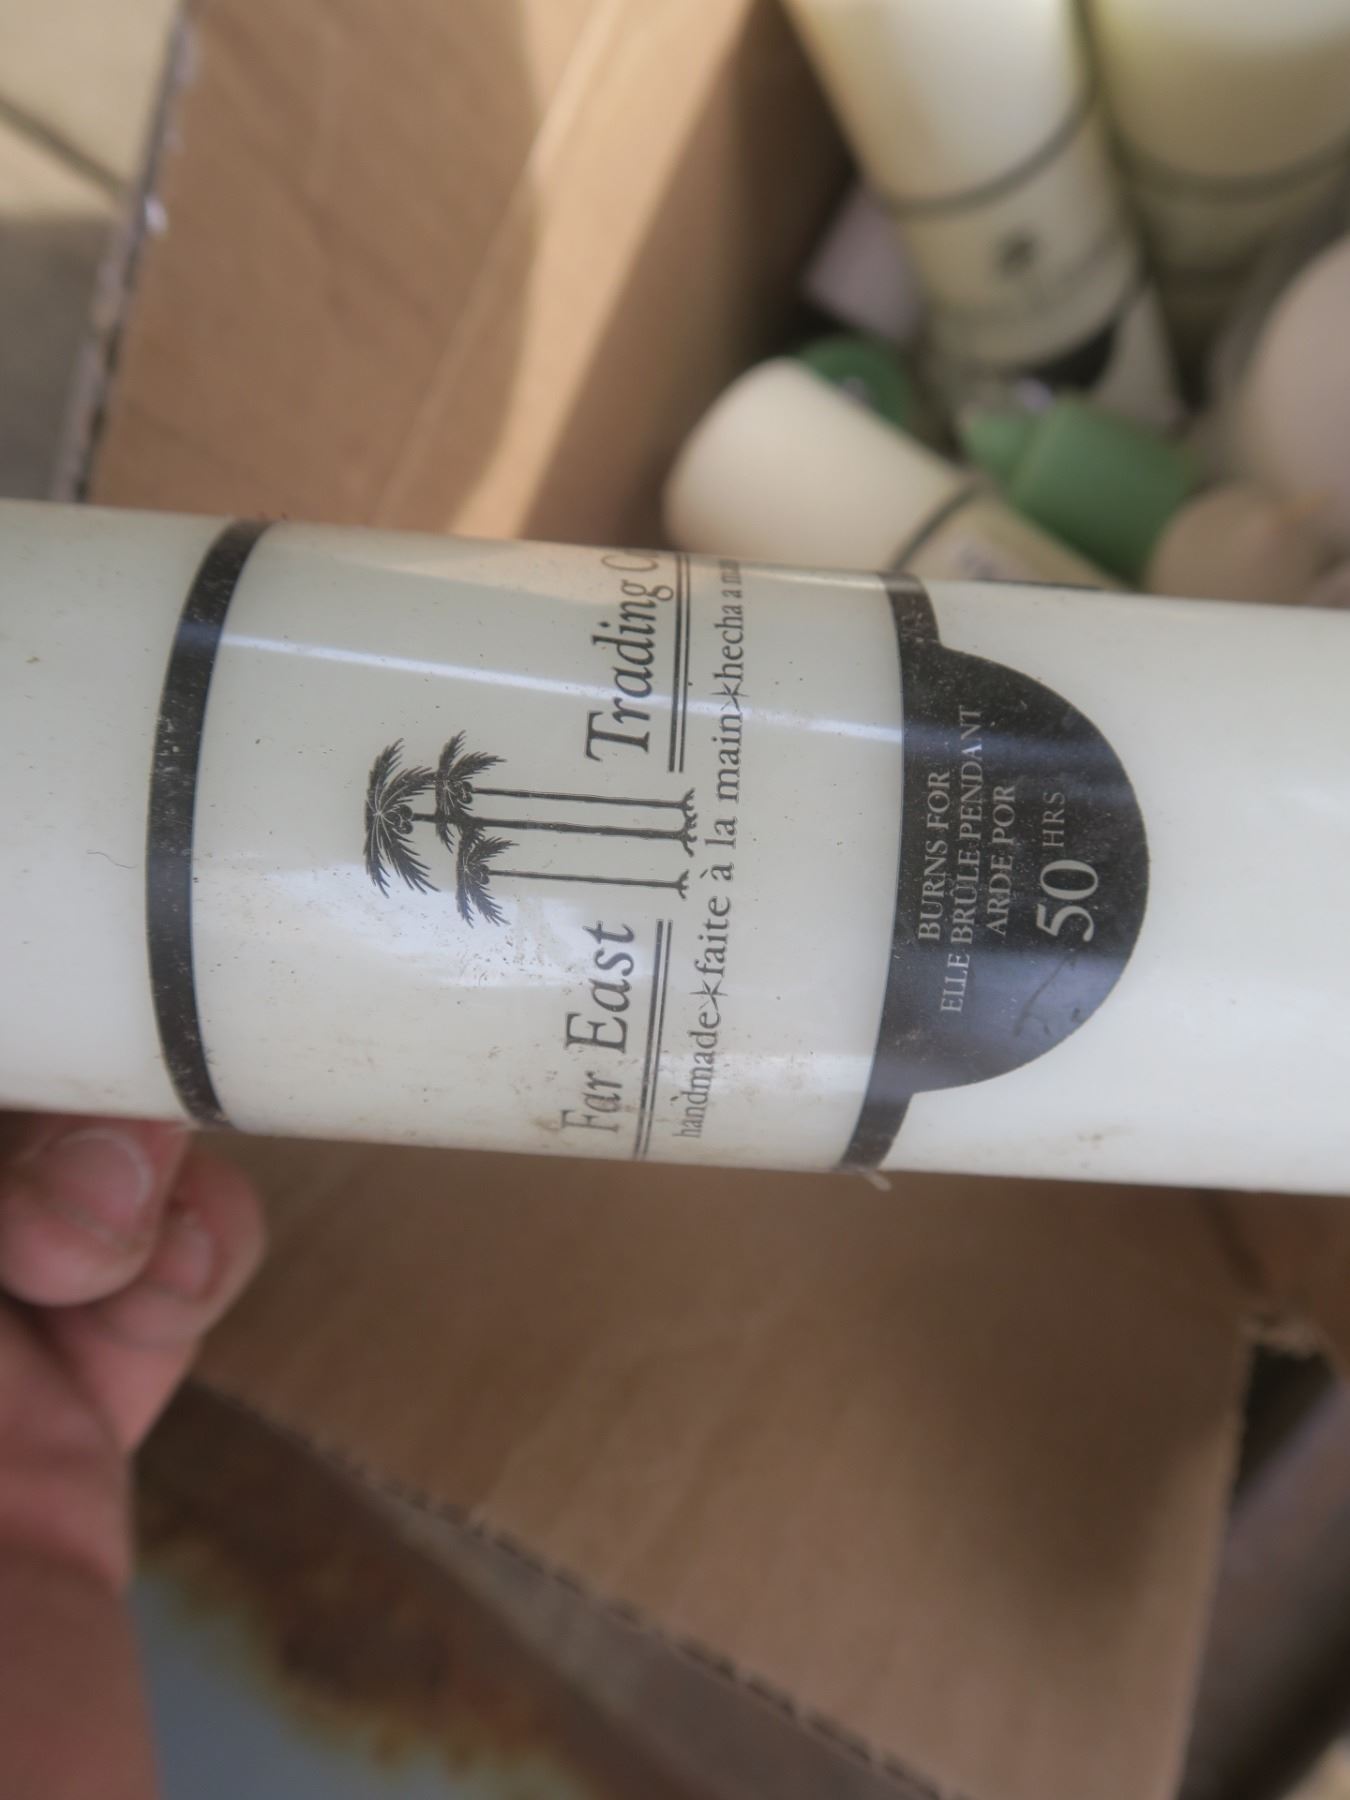 Far East Trading
handmade*faite à la main*hecha a
BURNS FOR
ELLE BRÛLE PENDANT
ARDE POR
50 HRS